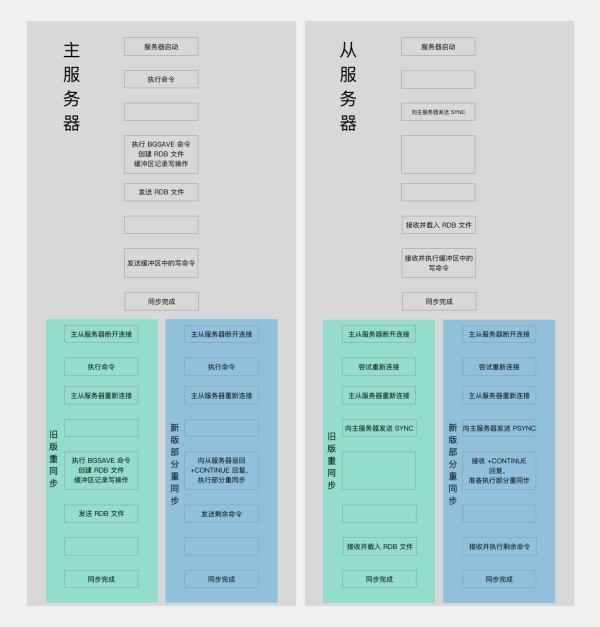 主服务器
服务器启动
执行命令
执行 BGSAVE 命令
创建 RDB 文件
缓冲区记录写操作
发送 RDB 文件
发送缓冲区中的写命令
同步完成
旧版重同步
主从服务器断开连接
执行命令
主从服务器重新连接
执行 BGSAVE 命令
创建 RDB 文件
缓冲区记录写操作
发送 RDB 文件
同步完成
新版部分重同步
主从服务器断开连接
执行命令
主从服务器重新连接
向从服务器返回
+CONTINUE 回复,
执行部分重同步
发送剩余命令
同步完成
从服务器
服务器启动
向主服务器发送 SYNC
接收并载入 RDB 文件
接收并执行缓冲区中的
写命令
同步完成
旧版重同步
主从服务器断开连接
尝试重新连接
主从服务器重新连接
向主服务器发送 SYNC
接收并载入 RDB 文件
同步完成
新版部分重同步
主从服务器断开连接
尝试重新连接
主从服务器重新连接
向主服务器发送 PSYNC
接收 +CONTINUE
回复,
准备执行部分重同步
接收并执行剩余命令
同步完成